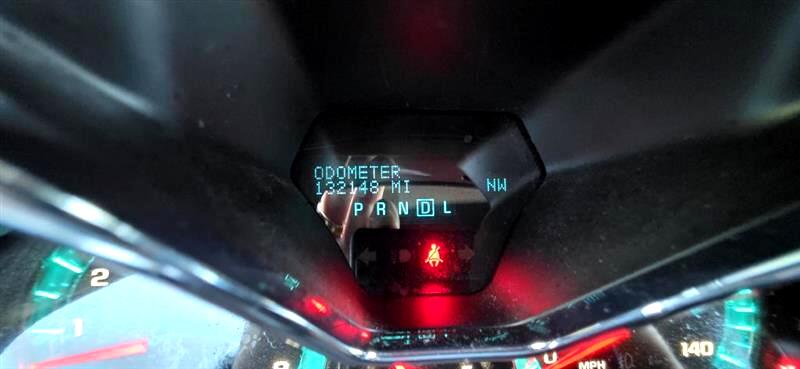 ODOMETER
132148 MI
NW
P R N D L
2
1
140
MPH